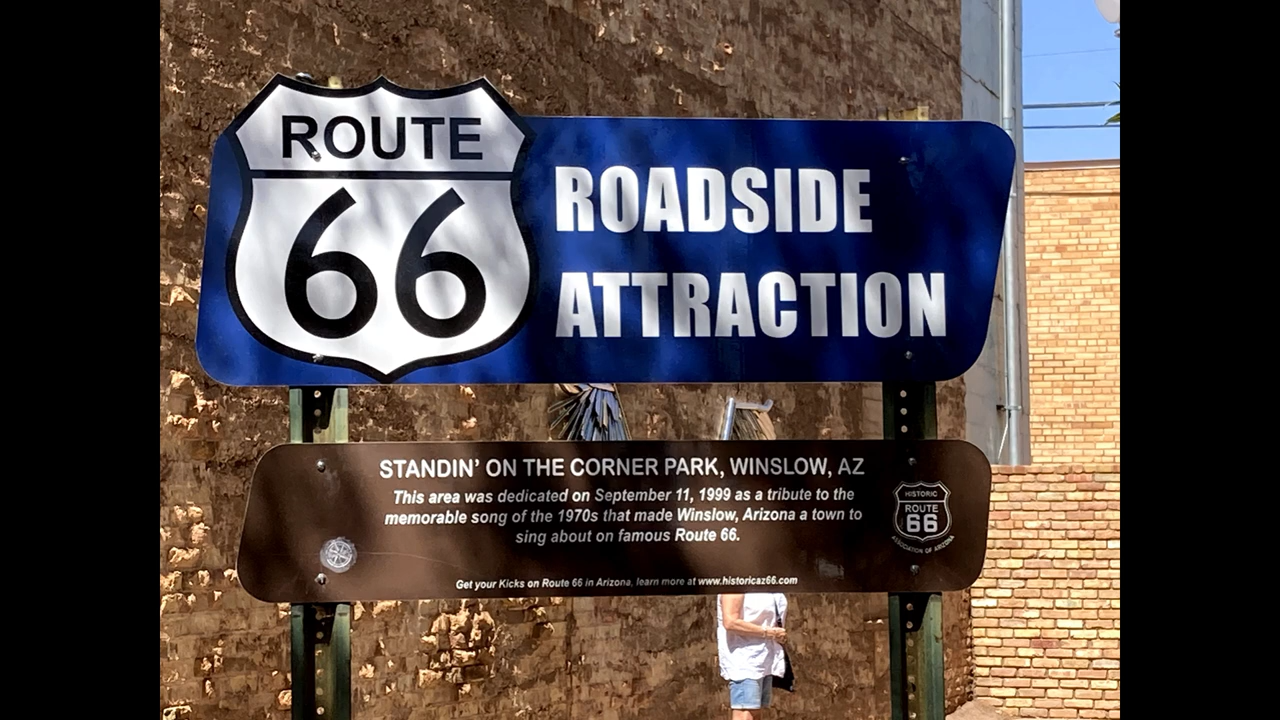 ROUTE
66
ROADSIDE
ATTRACTION
STANDIN' ON THE CORNER PARK, WINSLOW, AZ
This area was dedicated on September 11, 1999 as a tribute to the
memorable song of the 1970s that made Winslow, Arizona a town to
sing about on famous Route 66.
HISTORIC
ROUTE
66
ASSOCIATION OF ARIZONA
Get your Kicks on Route 66 in Arizona, learn more at www.historicaz66.com